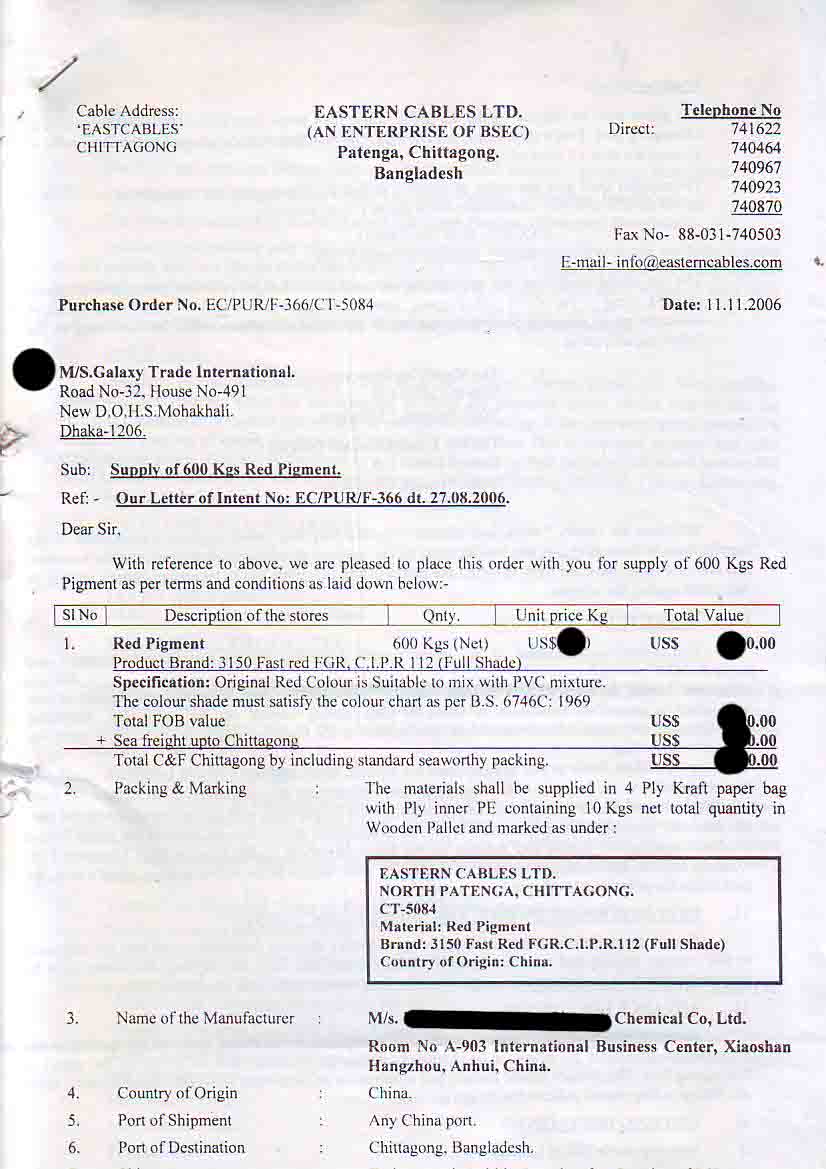 Cable Address:
'EASTCABLES'
CHITTAGONG
EASTERN CABLES LTD.
(AN ENTERPRISE OF BSEC)
Patenga, Chittagong.
Bangladesh
Telephone No
Direct: 741622
740464
740967
740923
740870
Fax No- 88-031-740503
E-mail- info@easterncables.com
Purchase Order No. EC/PUR/F-366/CT-5084 Date: 11.11.2006
M/S.Galaxy Trade International.
Road No-32, House No-491
New D.O.H.S.Mohakhali.
Dhaka-1206.
Sub: Supply of 600 Kgs Red Pigment.
Ref: - Our Letter of Intent No: EC/PUR/F-366 dt. 27.08.2006.
Dear Sir,
With reference to above, we are pleased to place this order with you for supply of 600 Kgs Red
Pigment as per terms and conditions as laid down below:-
Sl No Description of the stores Qnty. Unit price Kg Total Value
1. Red Pigment 600 Kgs (Net) US$ ) US$ 0.00
Product Brand: 3150 Fast red FGR, C.I.P.R 112 (Full Shade)
Specification: Original Red Colour is Suitable to mix with PVC mixture.
The colour shade must satisfy the colour chart as per B.S. 6746C: 1969
Total FOB value US$ 0.00
+ Sea freight upto Chittagong US$ 0.00
Total C&F Chittagong by including standard seaworthy packing. US$ 0.00
2. Packing & Marking : The materials shall be supplied in 4 Ply Kraft paper bag
with Ply inner PE containing 10 Kgs net total quantity in
Wooden Pallet and marked as under :
EASTERN CABLES LTD.
NORTH PATENGA, CHITTAGONG.
CT-5084
Material: Red Pigment
Brand: 3150 Fast Red FGR.C.I.P.R.112 (Full Shade)
Country of Origin: China.
3. Name of the Manufacturer : M/s. Chemical Co, Ltd.
Room No A-903 International Business Center, Xiaoshan
Hangzhou, Anhui, China.
4. Country of Origin : China.
5. Port of Shipment : Any China port.
6. Port of Destination : Chittagong, Bangladesh.